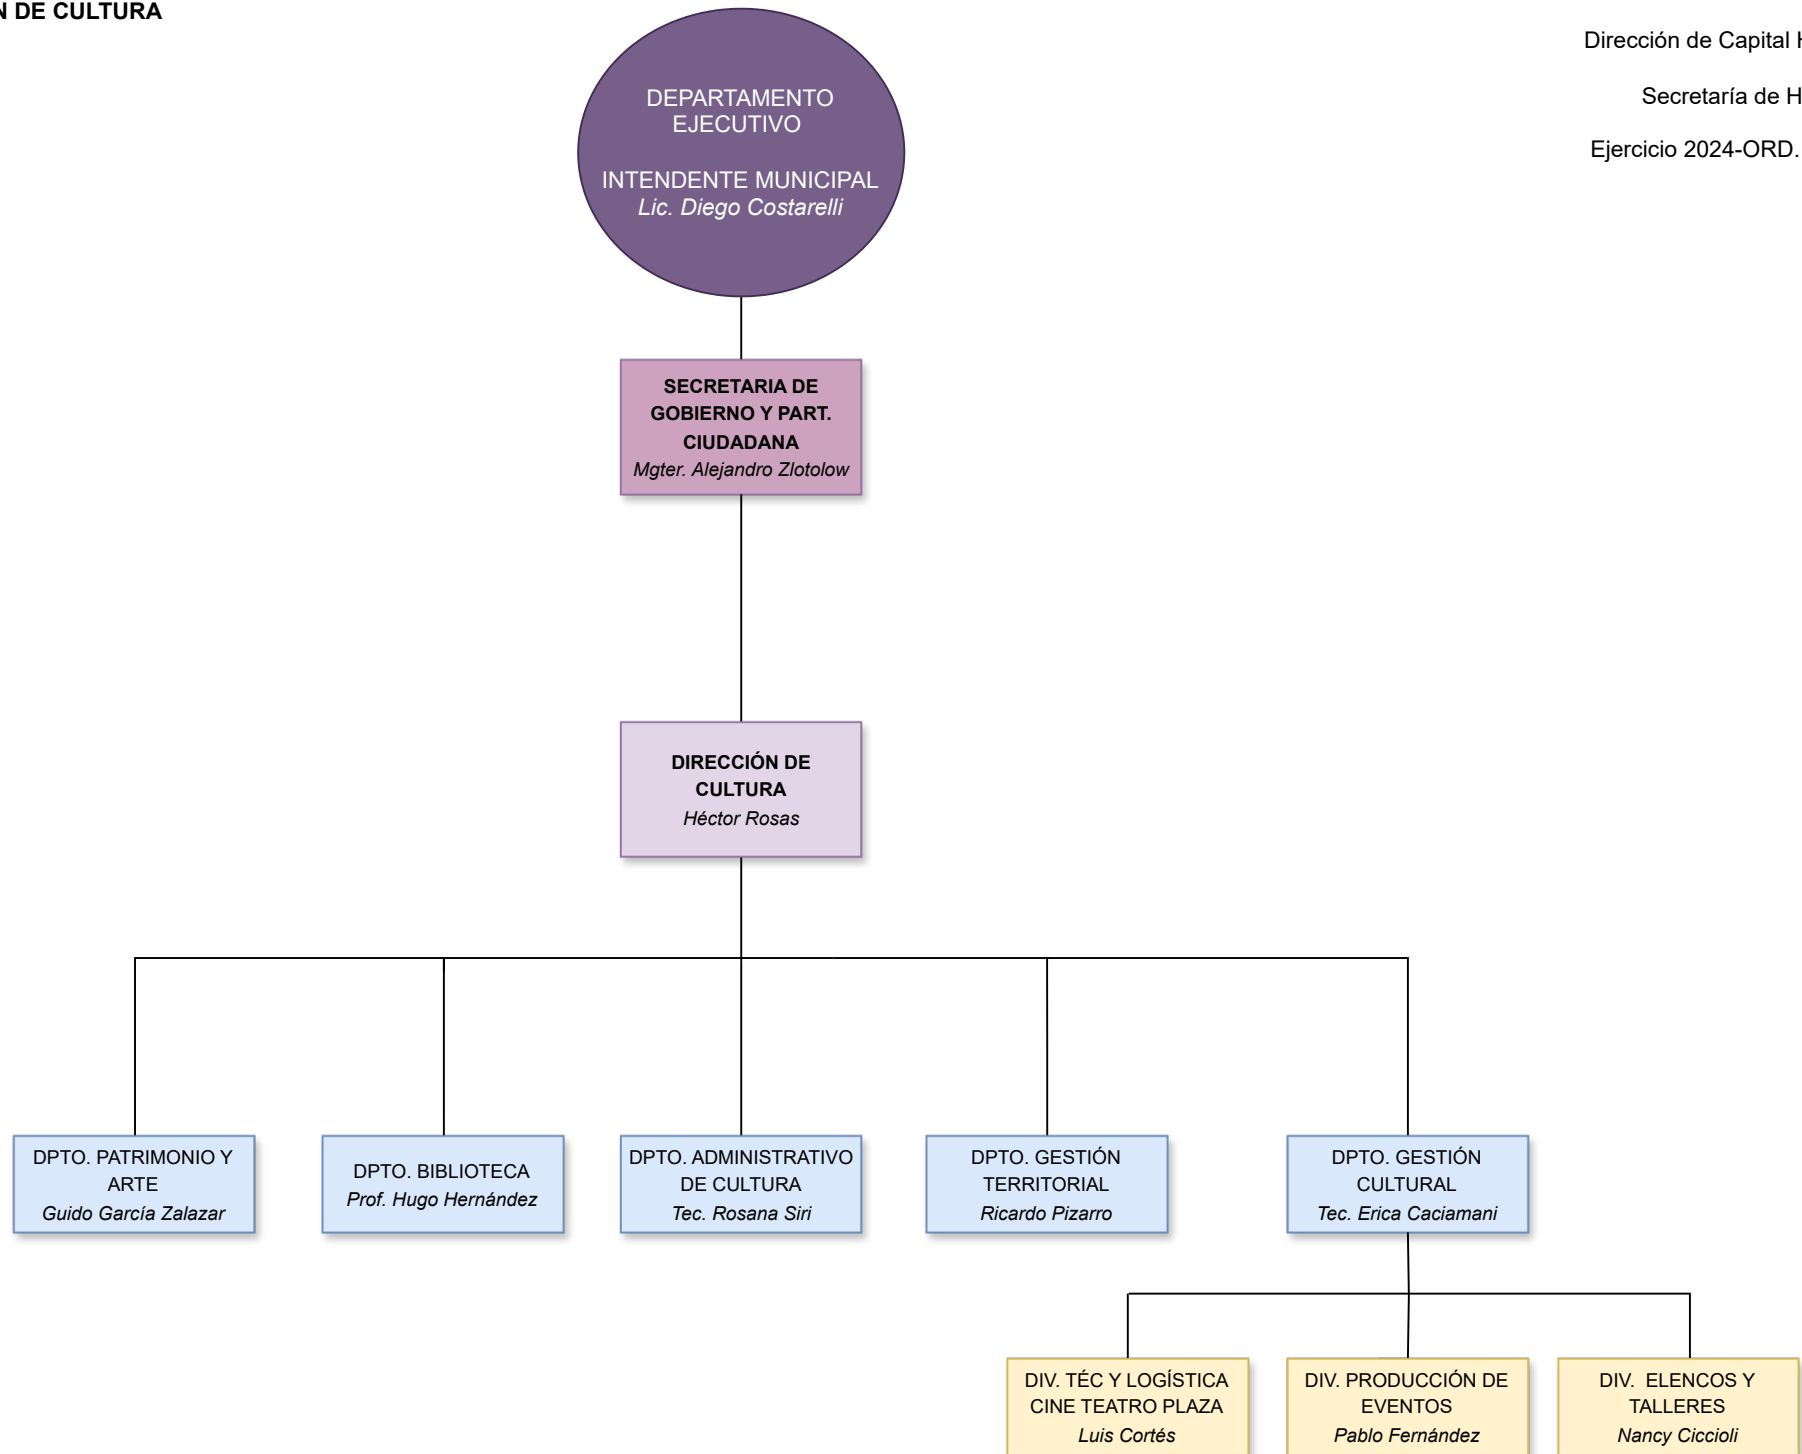 N DE CULTURA
Dirección de Capital H
Secretaría de H
Ejercicio 2024-ORD.
DEPARTAMENTO
EJECUTIVO
INTENDENTE MUNICIPAL
Lic. Diego Costarelli
SECRETARIA DE
GOBIERNO Y PART.
CIUDADANA
Mgter. Alejandro Zlotolow
DIRECCIÓN DE
CULTURA
Héctor Rosas
DPTO. PATRIMONIO Y
ARTE
Guido García Zalazar
DPTO. BIBLIOTECA
Prof. Hugo Hernández
DPTO. ADMINISTRATIVO
DE CULTURA
Tec. Rosana Siri
DPTO. GESTIÓN
TERRITORIAL
Ricardo Pizarro
DPTO. GESTIÓN
CULTURAL
Tec. Erica Caciamani
DIV. TÉC Y LOGÍSTICA
CINE TEATRO PLAZA
Luis Cortés
DIV. PRODUCCIÓN DE
EVENTOS
Pablo Fernández
DIV. ELENCOS Y
TALLERES
Nancy Ciccioli